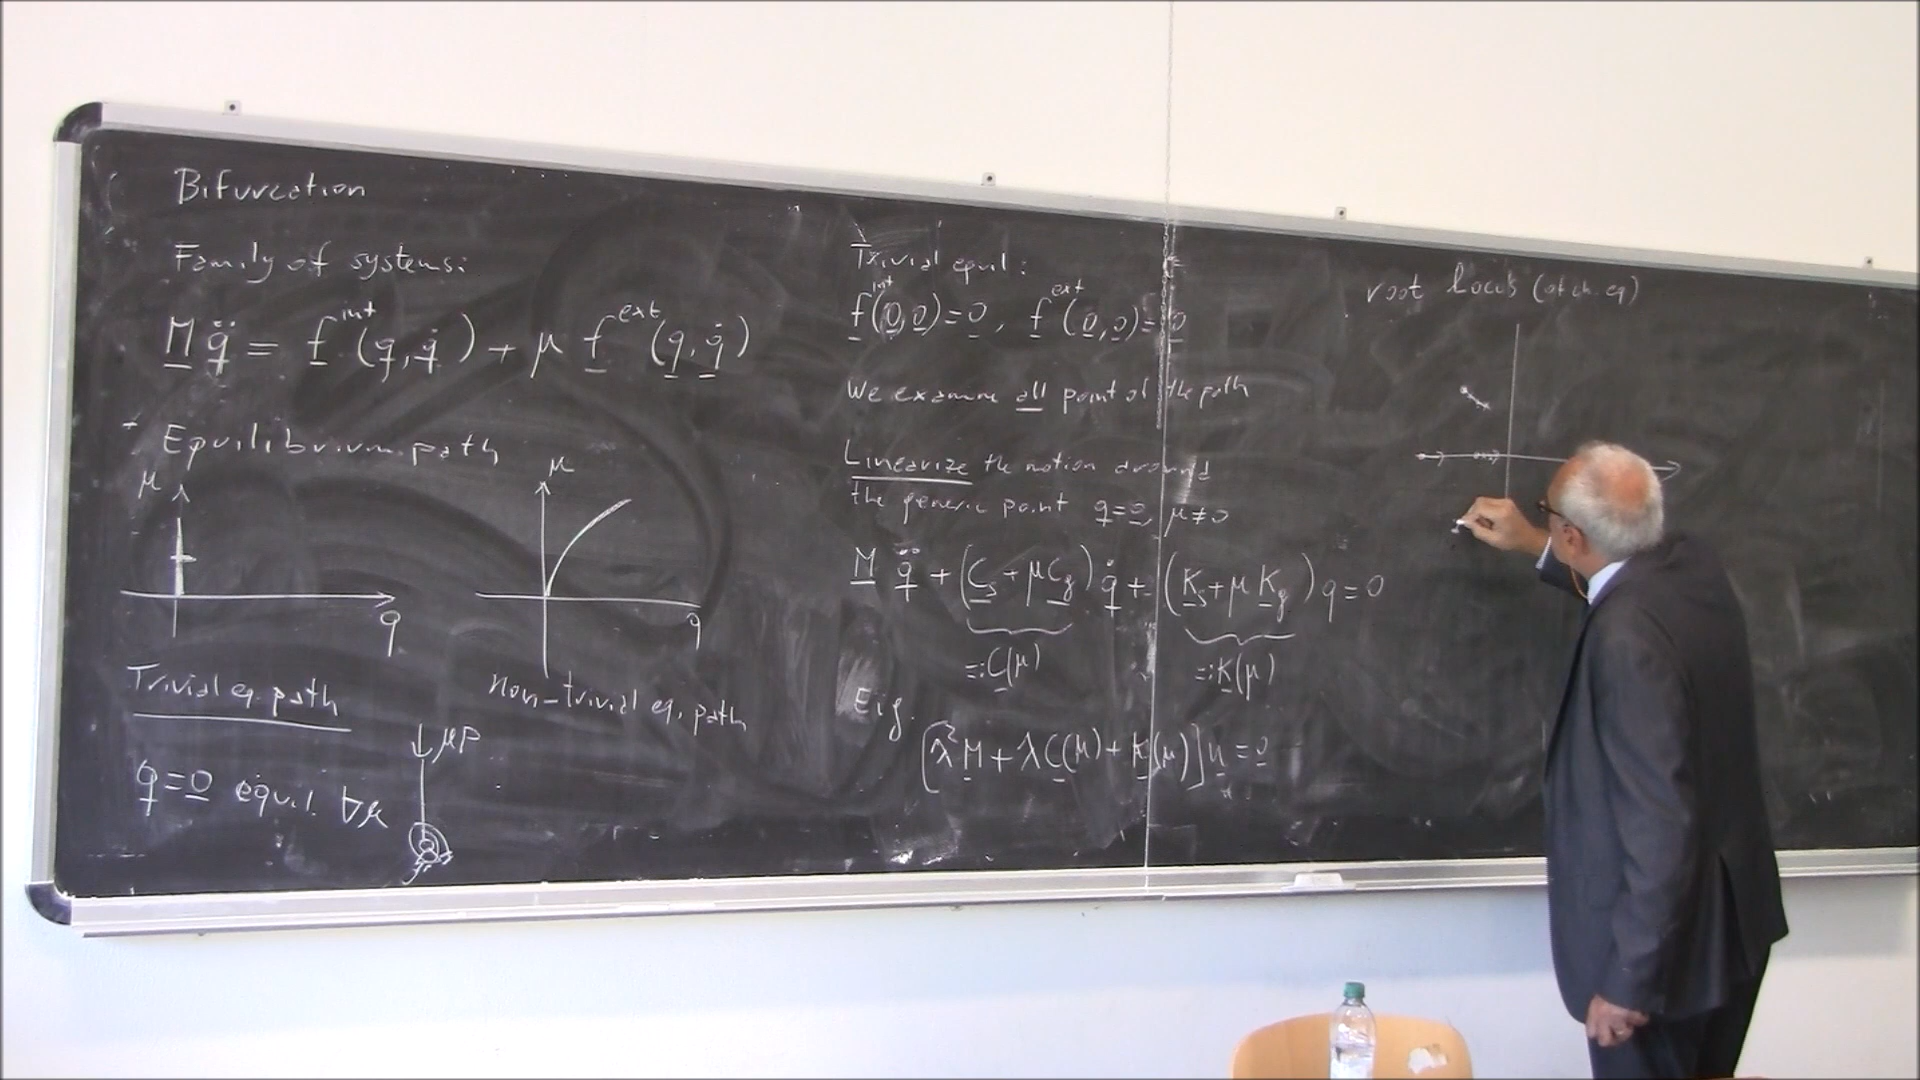 Bifurcation
Family of systems:
M q̈ = f^int (q, q̇) + μ f^ext (q, q̇)
Equilibrium path
μ
q
μ
q
Trivial eq. path
non-trivial eq. path
q = 0 equil. ∀μ
μP
Trivial equil:
f^int (0,0) = 0, f^ext (0,0) = 0
We examine all point of the path
Linearize the motion around
the generic point q = 0, μ ≠ 0
M q̈ + (C_s + μ C_g) q̇ + (K_s + μ K_g) q = 0
=: C(μ) =: K(μ)
Eig.
[λ² M + λ C(μ) + K(μ)] u = 0
root locus (of ch. eq)